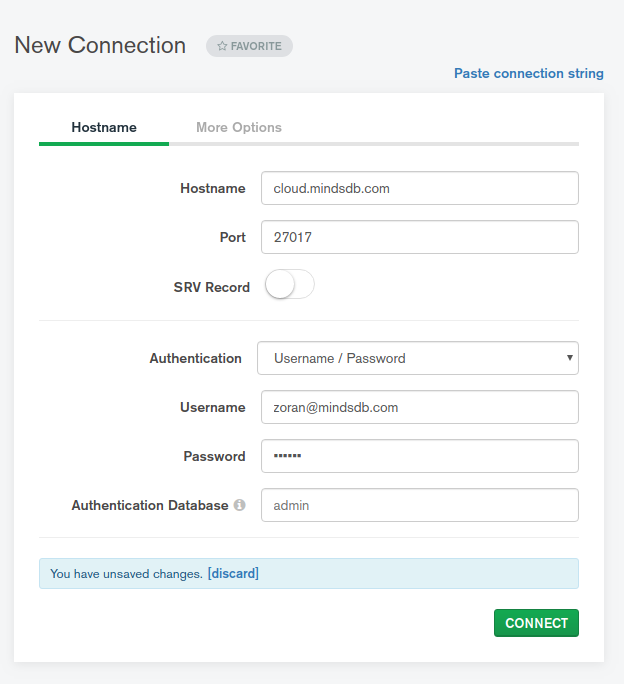 New Connection
FAVORITE
Paste connection string
Hostname More Options
Hostname cloud.mindsdb.com
Port 27017
SRV Record
Authentication Username / Password
Username zoran@mindsdb.com
Password ••••••
Authentication Database admin
You have unsaved changes. [discard]
CONNECT